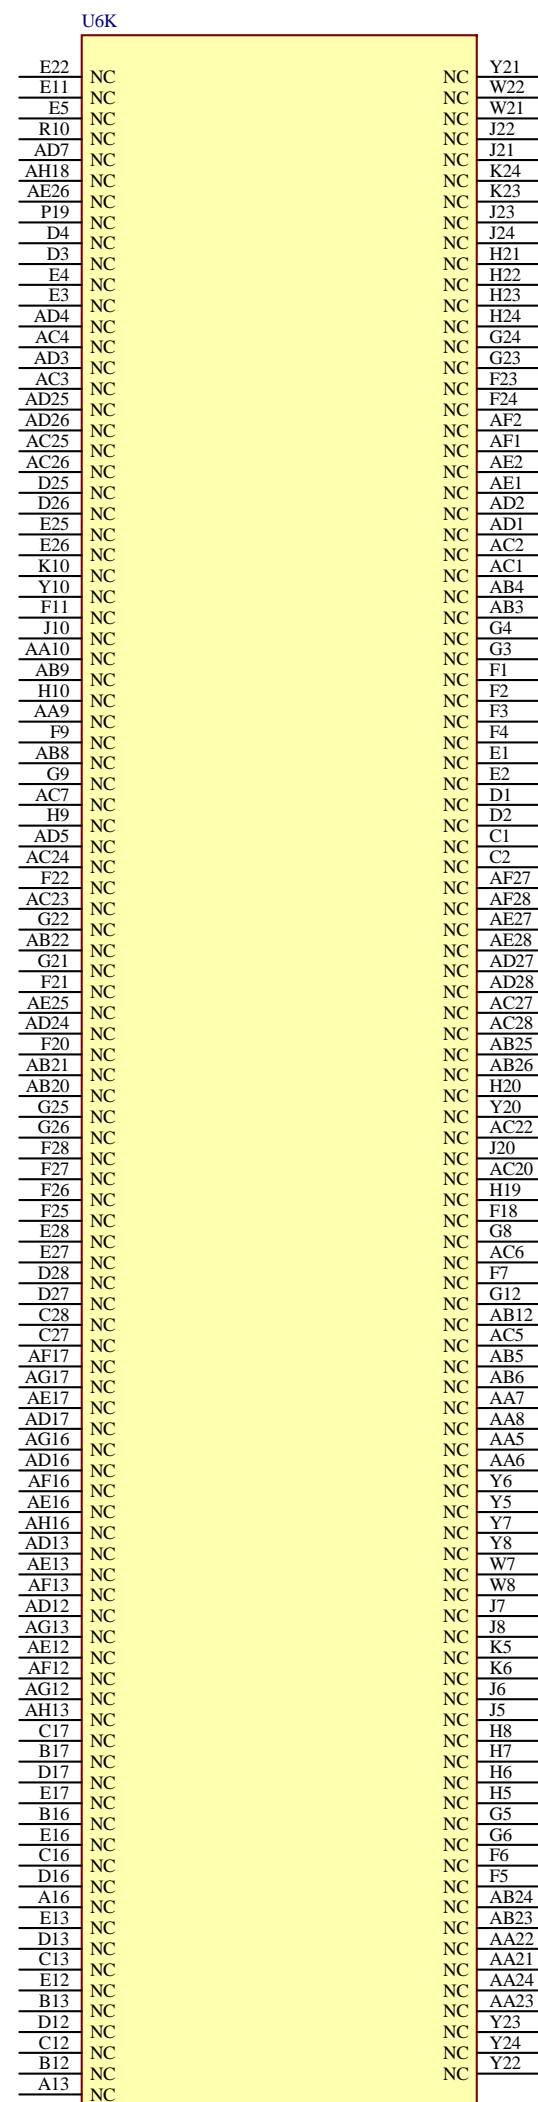 U6K
E22 NC NC Y21
E11 NC NC W22
E5 NC NC W21
R10 NC NC J22
AD7 NC NC J21
AH18 NC NC K24
AE26 NC NC K23
P19 NC NC J23
D4 NC NC J24
D3 NC NC H21
E4 NC NC H22
E3 NC NC H23
AD4 NC NC H24
AC4 NC NC G24
AD3 NC NC G23
AC3 NC NC F23
AD25 NC NC F24
AD26 NC NC AF2
AC25 NC NC AF1
AC26 NC NC AE2
D25 NC NC AE1
D26 NC NC AD2
E25 NC NC AD1
E26 NC NC AC2
K10 NC NC AC1
Y10 NC NC AB4
F11 NC NC AB3
J10 NC NC G4
AA10 NC NC G3
AB9 NC NC F1
H10 NC NC F2
AA9 NC NC F3
F9 NC NC F4
AB8 NC NC E1
G9 NC NC E2
AC7 NC NC D1
H9 NC NC D2
AD5 NC NC C1
AC24 NC NC C2
F22 NC NC AF27
AC23 NC NC AF28
G22 NC NC AE27
AB22 NC NC AE28
G21 NC NC AD27
F21 NC NC AD28
AE25 NC NC AC27
AD24 NC NC AC28
F20 NC NC AB25
AB21 NC NC AB26
AB20 NC NC H20
G25 NC NC Y20
G26 NC NC AC22
F28 NC NC J20
F27 NC NC AC20
F26 NC NC H19
F25 NC NC F18
E28 NC NC G8
E27 NC NC AC6
D28 NC NC F7
D27 NC NC G12
C28 NC NC AB12
C27 NC NC AC5
AF17 NC NC AB5
AG17 NC NC AB6
AE17 NC NC AA7
AD17 NC NC AA8
AG16 NC NC AA5
AD16 NC NC AA6
AF16 NC NC Y6
AE16 NC NC Y5
AH16 NC NC Y7
AD13 NC NC Y8
AE13 NC NC W7
AF13 NC NC W8
AD12 NC NC J7
AG13 NC NC J8
AE12 NC NC K5
AF12 NC NC K6
AG12 NC NC J6
AH13 NC NC J5
C17 NC NC H8
B17 NC NC H7
D17 NC NC H6
E17 NC NC H5
B16 NC NC G5
E16 NC NC G6
C16 NC NC F6
D16 NC NC F5
A16 NC NC AB24
E13 NC NC AB23
D13 NC NC AA22
C13 NC NC AA21
E12 NC NC AA24
B13 NC NC AA23
D12 NC NC Y23
C12 NC NC Y24
B12 NC NC Y22
A13 NC